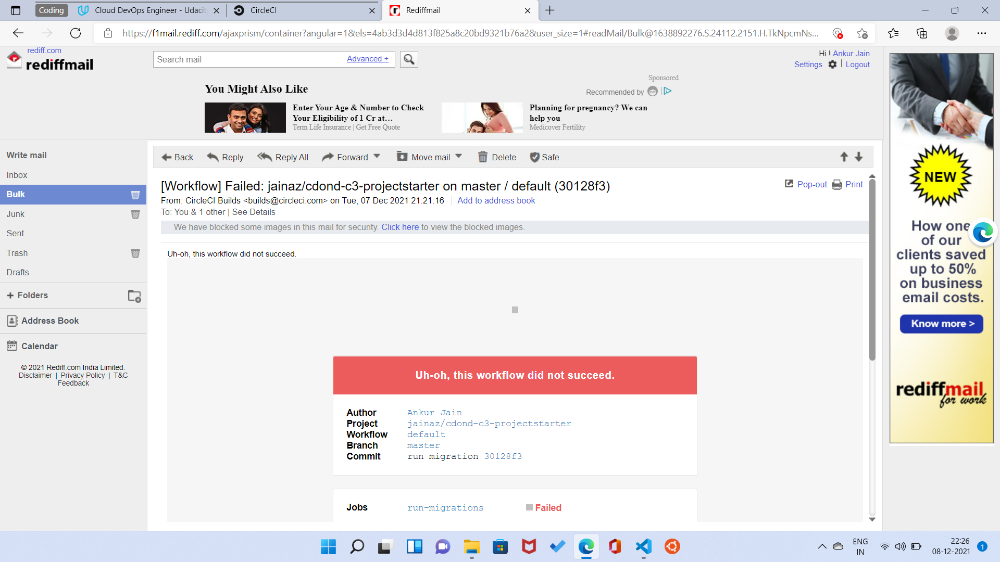 Coding
Cloud DevOps Engineer - Udacit
CircleCI
Rediffmail
https://f1mail.rediff.com/ajaxprism/container?angular=1&els=4ab3d3d4d813f825a8c20bd9321b76a2&user_size=1#readMail/Bulk@1638892276.S.24112.2151.H.TkNpcmNs...
rediff.com
rediffmail
Search mail
Advanced +
Hi ! Ankur Jain
Settings | Logout
Sponsored
You Might Also Like
Recommended by
Enter Your Age & Number to Check
Your Eligibility of 1 Cr at…
Term Life Insurance | Get Free Quote
Planning for pregnancy? We can
help you
Medicover Fertility
Write mail
Inbox
Bulk
Junk
Sent
Trash
Drafts
+ Folders
Address Book
Calendar
© 2021 Rediff.com India Limited.
Disclaimer | Privacy Policy | T&C
Feedback
Back
Reply
Reply All
Forward
Move mail
Delete
Safe
[Workflow] Failed: jainaz/cdond-c3-projectstarter on master / default (30128f3)
Pop-out
Print
From: CircleCI Builds <builds@circleci.com> on Tue, 07 Dec 2021 21:21:16
Add to address book
To: You & 1 other | See Details
We have blocked some images in this mail for security. Click here to view the blocked images.
Uh-oh, this workflow did not succeed.
Uh-oh, this workflow did not succeed.
Author Ankur Jain
Project jainaz/cdond-c3-projectstarter
Workflow default
Branch master
Commit run migration 30128f3
Jobs run-migrations Failed
NEW
How one
of our
clients saved
up to 50%
on business
email costs.
Know more >
rediffmail
for work
ENG
IN
22:26
08-12-2021
1